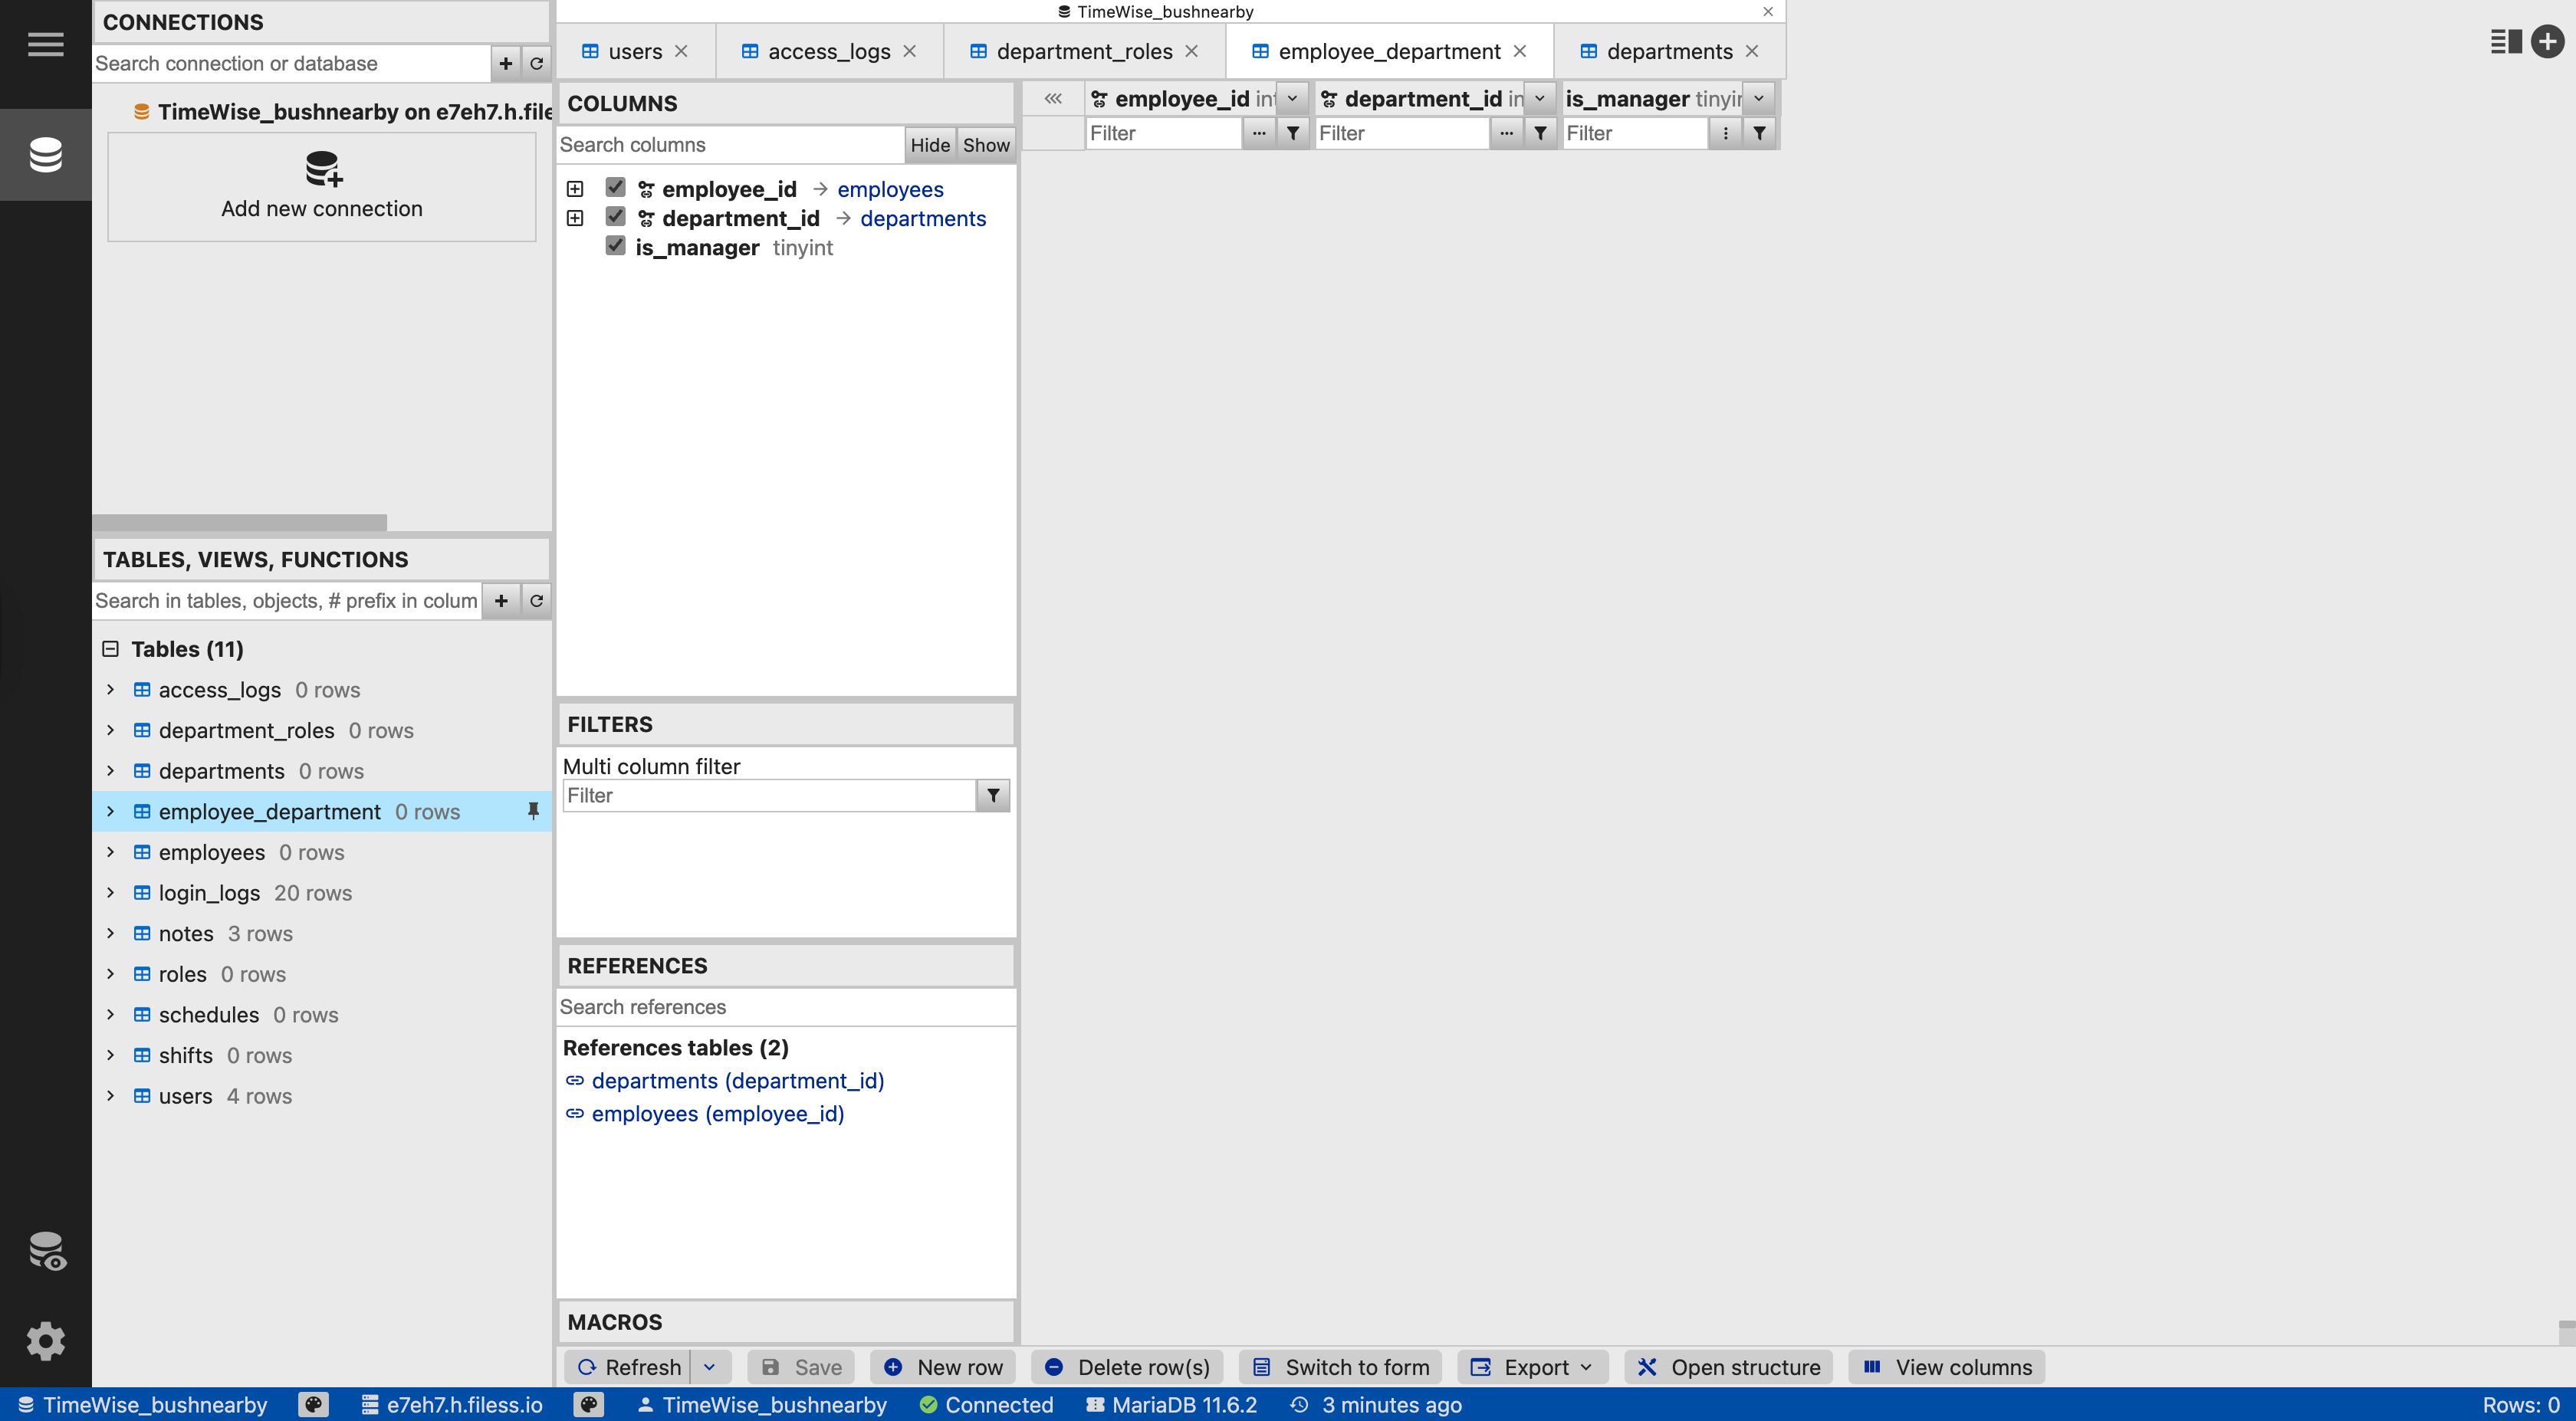 CONNECTIONS
Search connection or database
TimeWise_bushnearby on e7eh7.h.file
Add new connection
TABLES, VIEWS, FUNCTIONS
Search in tables, objects, # prefix in colum
Tables (11)
access_logs 0 rows
department_roles 0 rows
departments 0 rows
employee_department 0 rows
employees 0 rows
login_logs 20 rows
notes 3 rows
roles 0 rows
schedules 0 rows
shifts 0 rows
users 4 rows
TimeWise_bushnearby
users
access_logs
department_roles
employee_department
departments
COLUMNS
Search columns
Hide
Show
employee_id → employees
department_id → departments
is_manager tinyint
FILTERS
Multi column filter
Filter
REFERENCES
Search references
References tables (2)
departments (department_id)
employees (employee_id)
MACROS
employee_id int
department_id in
is_manager tinyin
Filter
Filter
Filter
Refresh
Save
New row
Delete row(s)
Switch to form
Export
Open structure
View columns
TimeWise_bushnearby
e7eh7.h.filess.io
TimeWise_bushnearby
Connected
MariaDB 11.6.2
3 minutes ago
Rows: 0